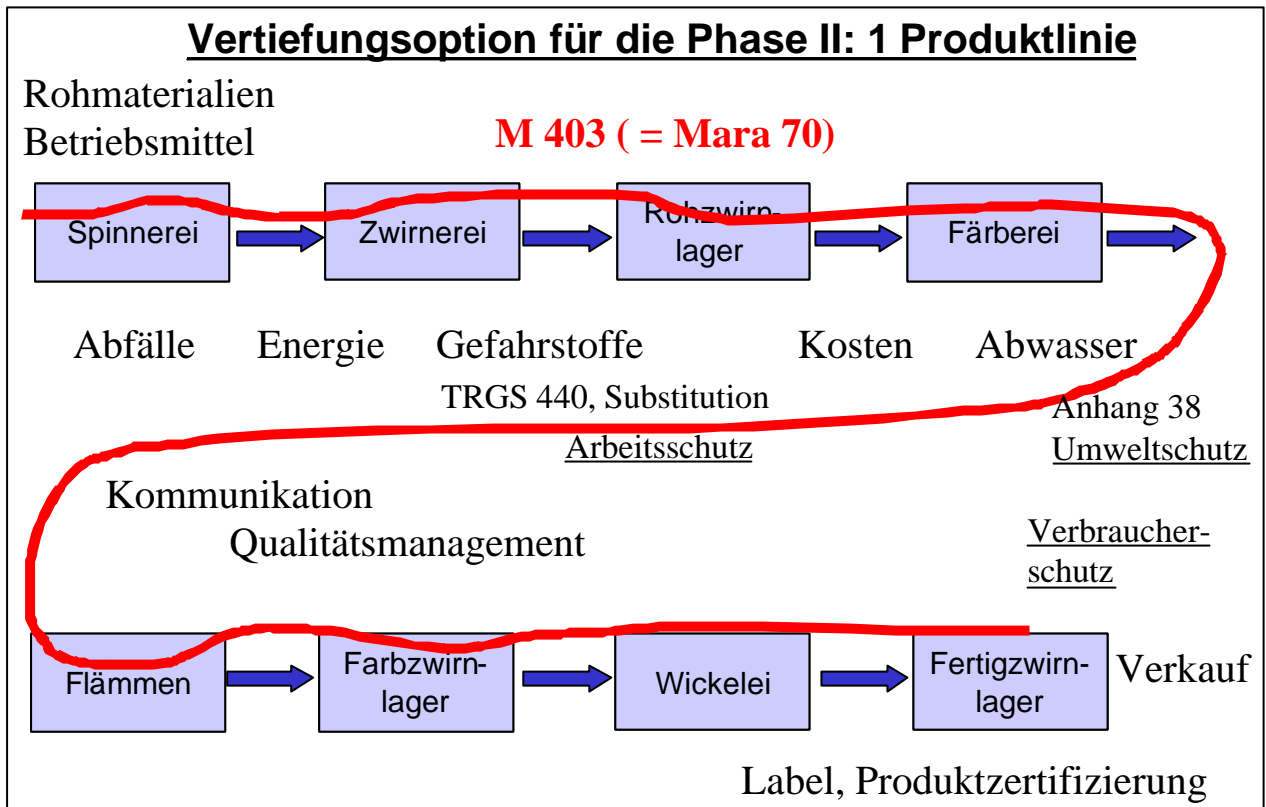 Vertiefungsoption für die Phase II: 1 Produktlinie
Rohmaterialien
Betriebsmittel
M 403 ( = Mara 70)
Spinnerei
Zwirnerei
Rohzwirn-
lager
Färberei
Abfälle
Energie
Gefahrstoffe
Kosten
Abwasser
TRGS 440, Substitution
Arbeitsschutz
Anhang 38
Umweltschutz
Kommunikation
Qualitätsmanagement
Verbraucher-
schutz
Flämmen
Farbzwirn-
lager
Wickelei
Fertigzwirn-
lager
Verkauf
Label, Produktzertifizierung